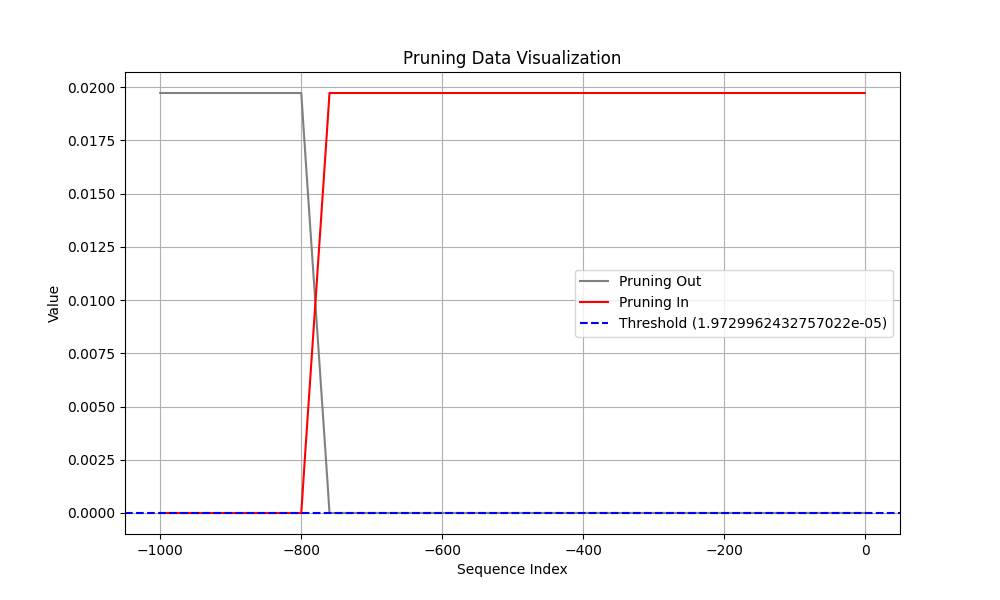 Pruning Data Visualization
Value
0.0200
0.0175
0.0150
0.0125
0.0100
0.0075
0.0050
0.0025
0.0000
Pruning Out
Pruning In
Threshold (1.9729962432757022e-05)
−1000 −800 −600 −400 −200 0
Sequence Index